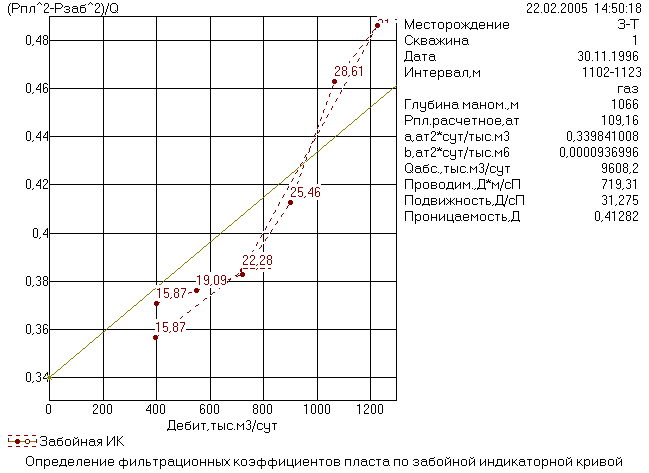 (Рпл^2-Рзаб^2)/Q
22.02.2005 14:50:18
0,48
0,46
0,44
0,42
0,4
0,38
0,36
0,34
28,61
25,46
22,28
19,09
15,87
15,87
0 200 400 600 800 1000 1200
Дебит,тыс.м3/сут
Месторождение З-Т
Скважина 1
Дата 30.11.1996
Интервал,м 1102-1123
газ
Глубина маном.,м 1066
Рпл.расчетное,ат 109,16
а,ат2*сут/тыс.м3 0,339841008
b,ат2*сут/тыс.м6 0,0000936996
Qабс.,тыс.м3/сут 9608,2
Проводим.,Д*м/сП 719,31
Подвижность,Д/сП 31,275
Проницаемость,Д 0,41282
Забойная ИК
Определение фильтрационных коэффициентов пласта по забойной индикаторной кривой